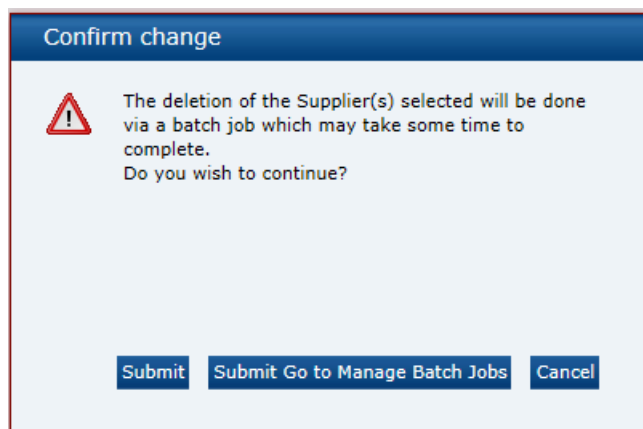 Confirm change
The deletion of the Supplier(s) selected will be done
via a batch job which may take some time to
complete.
Do you wish to continue?
Submit
Submit Go to Manage Batch Jobs
Cancel